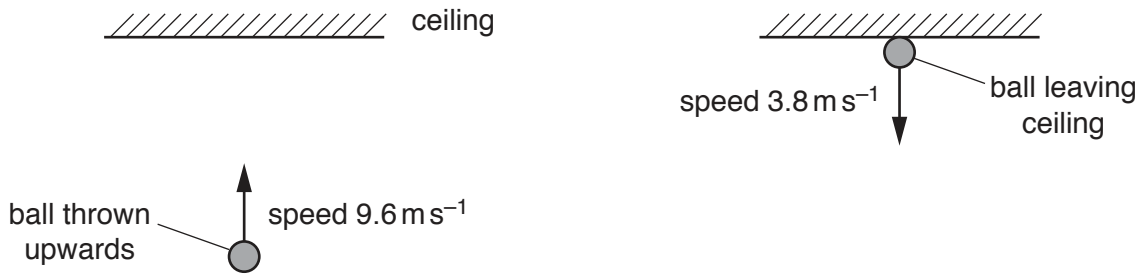 ceiling
speed 3.8 m s⁻¹
ball leaving
ceiling
ball thrown
upwards
speed 9.6 m s⁻¹